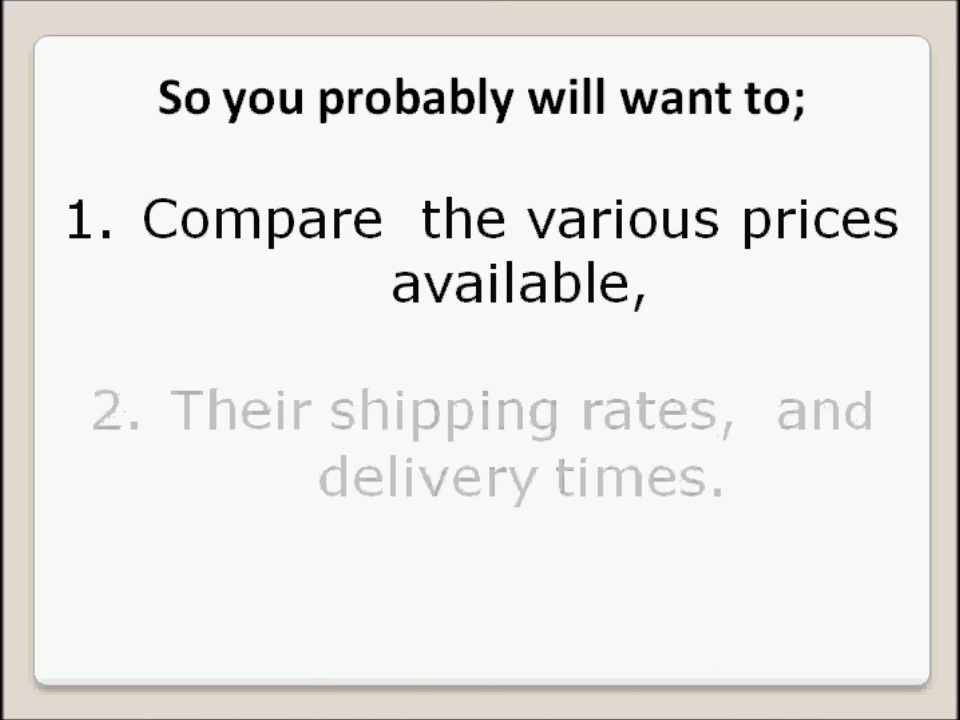 So you probably will want to;
1. Compare the various prices
available,
2. Their shipping rates, and
delivery times.